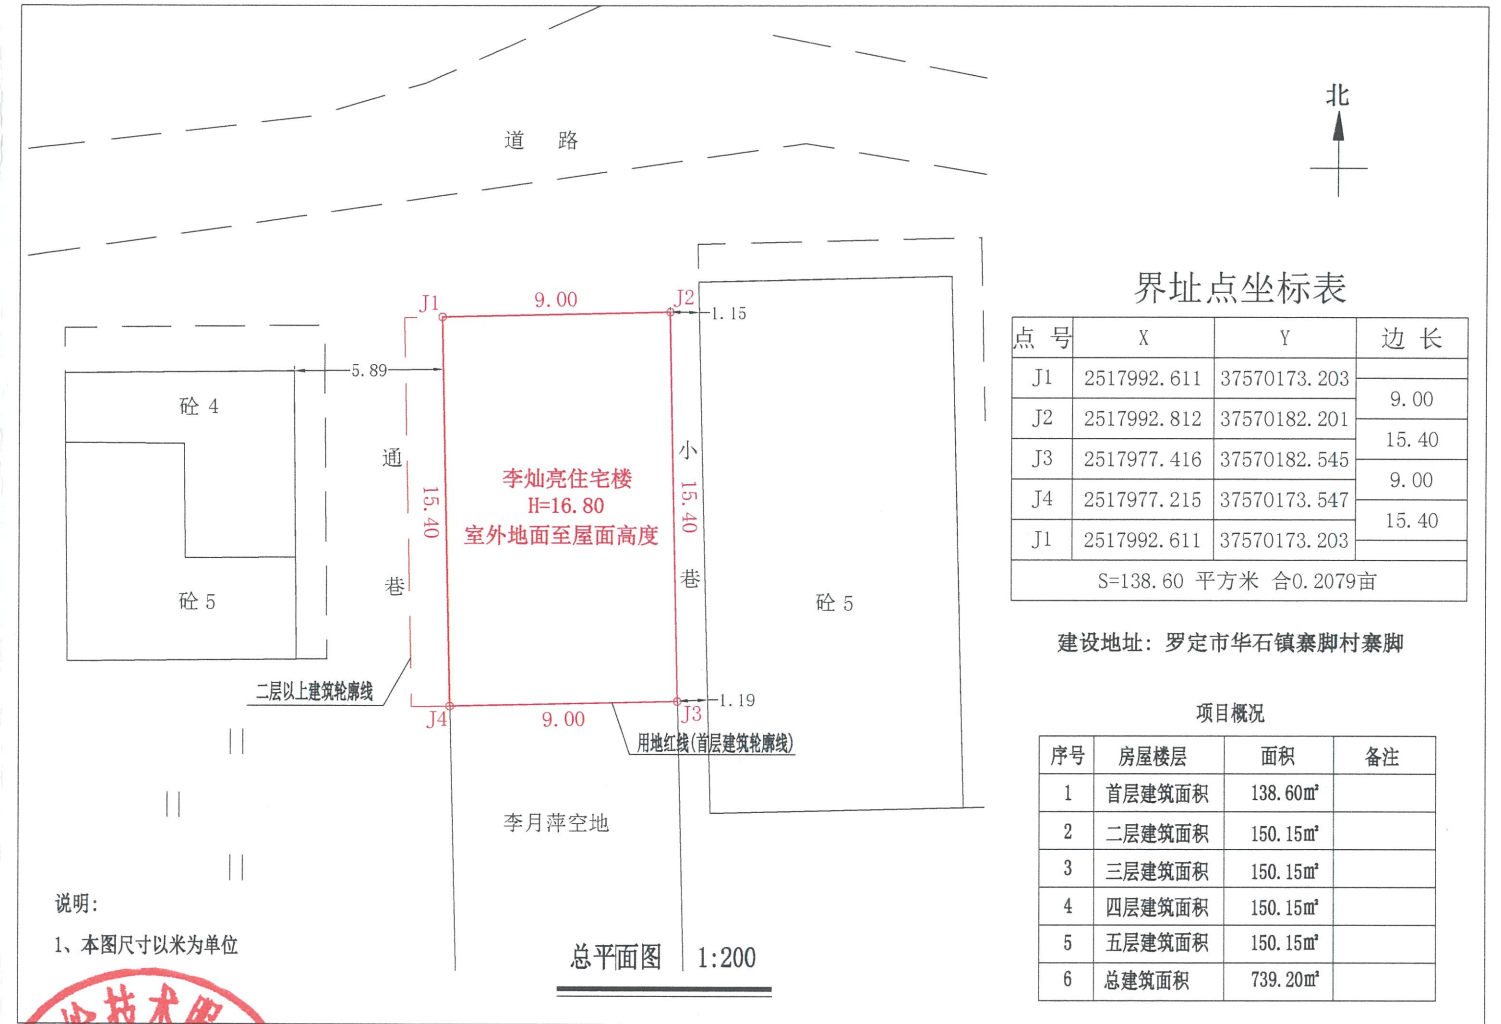 北
道 路
J1
9.00
J2
1.15
5.89
砼 4
通
巷
15.40
李灿亮住宅楼
H=16.80
室外地面至屋面高度
小
巷
15.40
砼 5
砼 5
二层以上建筑轮廓线
J4
9.00
J3
1.19
用地红线(首层建筑轮廓线)
李月萍空地
说明:
1、本图尺寸以米为单位
总平面图 1:200
界址点坐标表
点 号 X Y 边 长
J1 2517992.611 37570173.203
9.00
J2 2517992.812 37570182.201
15.40
J3 2517977.416 37570182.545
9.00
J4 2517977.215 37570173.547
15.40
J1 2517992.611 37570173.203
S=138.60 平方米 合0.2079亩
建设地址: 罗定市华石镇寨脚村寨脚
项目概况
序号 房屋楼层 面积 备注
1 首层建筑面积 138.60m²
2 二层建筑面积 150.15m²
3 三层建筑面积 150.15m²
4 四层建筑面积 150.15m²
5 五层建筑面积 150.15m²
6 总建筑面积 739.20m²
技术服